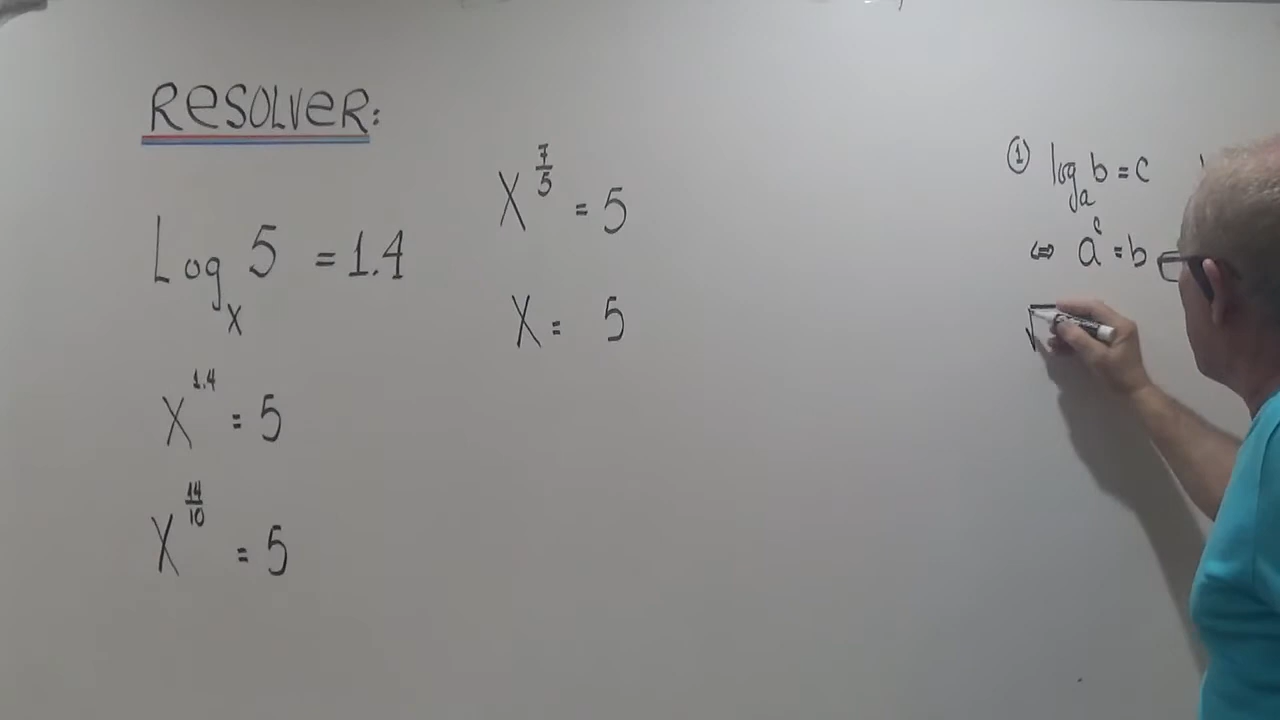 ReSOLVeR:
Log_x 5 = 1.4
x^1.4 = 5
x^(14/10) = 5
x^(7/5) = 5
x = 5
① log_a b = c
⇔ a^c = b
√